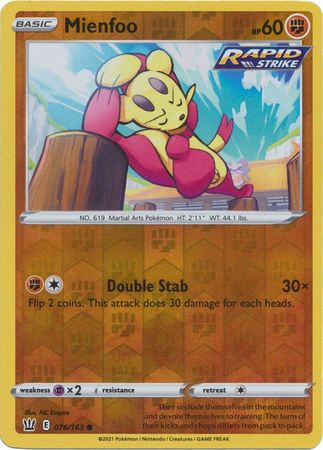 BASIC Mienfoo HP 60
RAPID
STRIKE
NO. 619 Martial Arts Pokémon HT: 2'11" WT: 44.1 lbs.
Double Stab 30×
Flip 2 coins. This attack does 30 damage for each heads.
weakness ×2 resistance retreat
Illus. NC Empire
E 076/163 ●
They seclude themselves in the mountains
and devote themselves to training. The form of
their kicks and chops differs from pack to pack.
©2021 Pokémon / Nintendo / Creatures / GAME FREAK